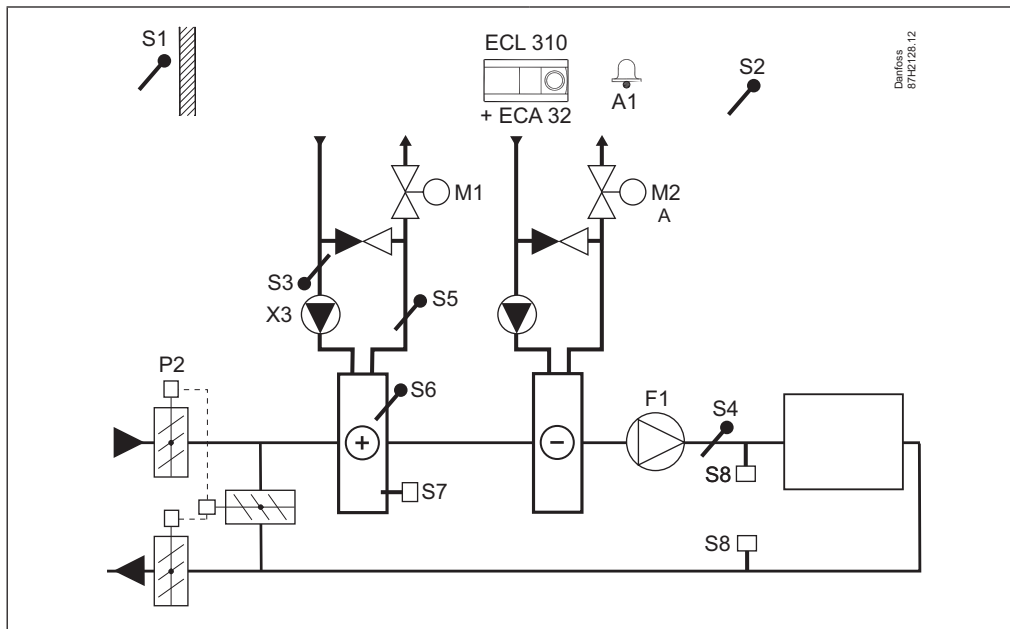 S1
ECL 310
+ ECA 32
A1
S2
Danfoss
87H2128.12
M1
M2
A
S3
S5
X3
P2
S6
F1
S4
+
−
S8
S7
S8